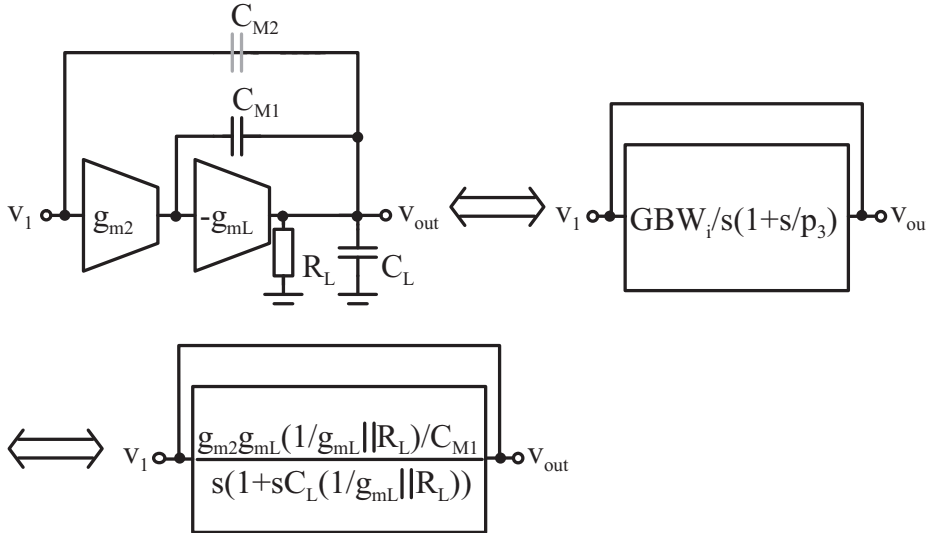 C_M2
C_M1
v_1
g_m2
-g_mL
v_out
R_L
C_L
v_1
GBW_i/s(1+s/p_3)
v_ou
v_1
g_m2g_mL(1/g_mL||R_L)/C_M1
s(1+sC_L(1/g_mL||R_L))
v_out